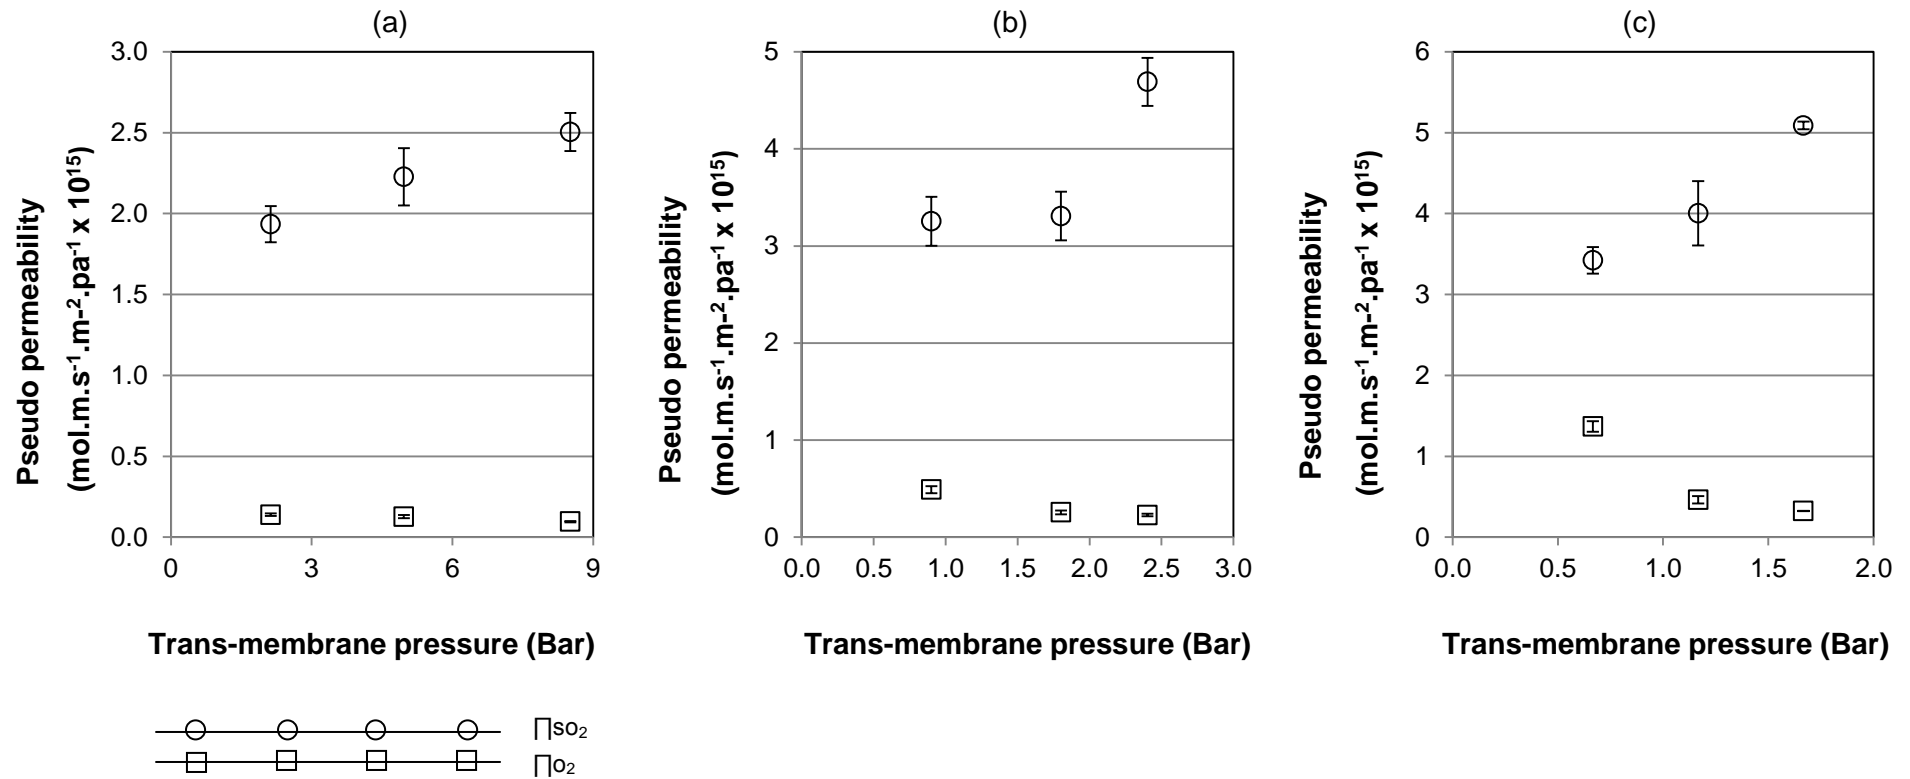 (a)
3.0
2.5
2.0
1.5
1.0
0.5
0.0
0 3 6 9
Pseudo permeability
(mol.m.s⁻¹.m-².pa⁻¹ x 10¹⁵)
Trans-membrane pressure (Bar)
(b)
5
4
3
2
1
0
0.0 0.5 1.0 1.5 2.0 2.5 3.0
Pseudo permeability
(mol.m.s⁻¹.m-².pa⁻¹ x 10¹⁵)
Trans-membrane pressure (Bar)
(c)
6
5
4
3
2
1
0
0.0 0.5 1.0 1.5 2.0
Pseudo permeability
(mol.m.s⁻¹.m-².pa⁻¹ x 10¹⁵)
Trans-membrane pressure (Bar)
∏so₂
∏o₂